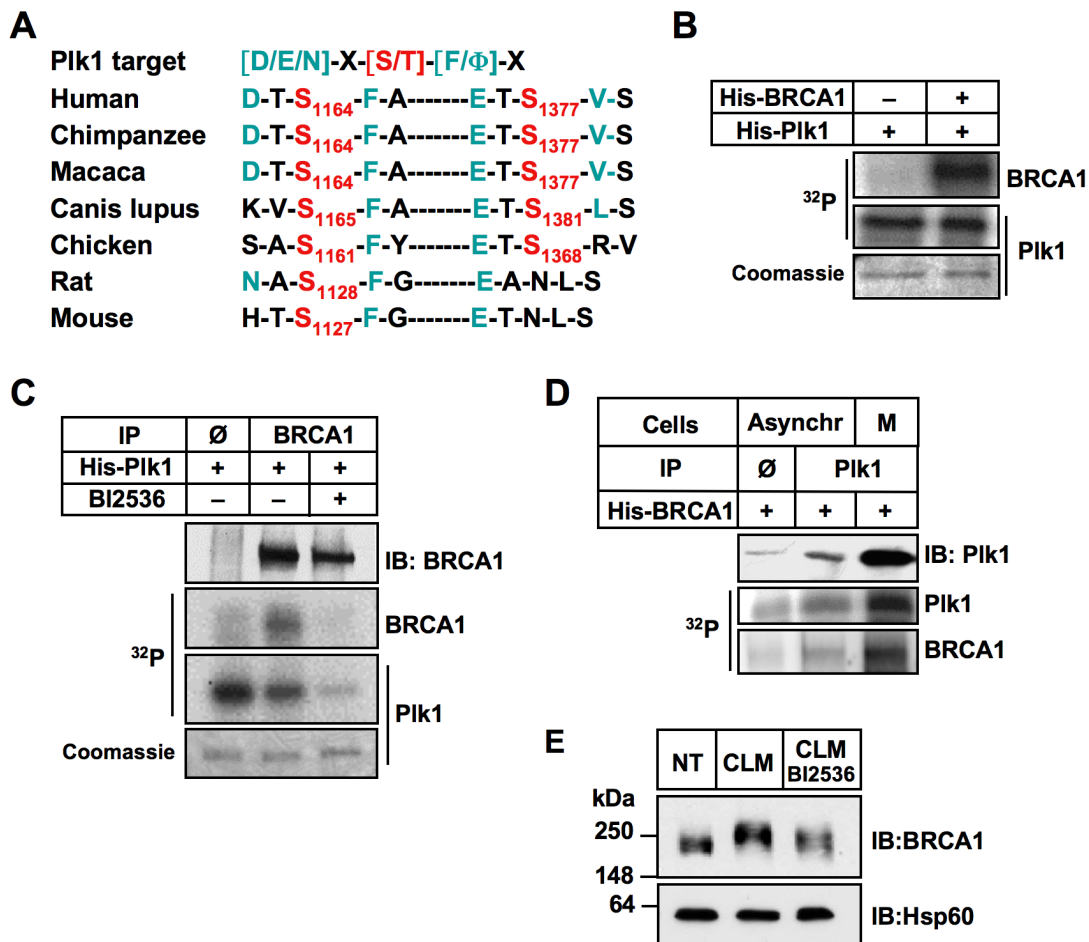 A
Plk1 target [D/E/N]-X-[S/T]-[F/Φ]-X
Human D-T-S1164-F-A-------E-T-S1377-V-S
Chimpanzee D-T-S1164-F-A-------E-T-S1377-V-S
Macaca D-T-S1164-F-A-------E-T-S1377-V-S
Canis lupus K-V-S1165-F-A-------E-T-S1381-L-S
Chicken S-A-S1161-F-Y-------E-T-S1368-R-V
Rat N-A-S1128-F-G-------E-A-N-L-S
Mouse H-T-S1127-F-G-------E-T-N-L-S
B
His-BRCA1 – +
His-Plk1 + +
32P
BRCA1
Plk1
Coomassie
C
IP Ø BRCA1
His-Plk1 + + +
BI2536 – – +
IB: BRCA1
32P
BRCA1
Plk1
Coomassie
D
Cells Asynchr M
IP Ø Plk1
His-BRCA1 + + +
IB: Plk1
32P
Plk1
BRCA1
E
NT CLM CLM BI2536
kDa
250
148
IB:BRCA1
64
IB:Hsp60